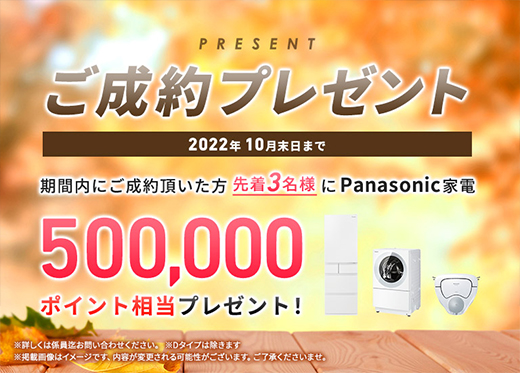 PRESENT
ご成約プレゼント
2022年10月末日まで
期間内にご成約頂いた方 先着3名様 にPanasonic家電
500,000
ポイント相当プレゼント!
※詳しくは係員迄お問い合わせください。 ※Dタイプは除きます
※掲載画像はイメージです、内容が変更される可能性がございます。ご了承くださいませ。